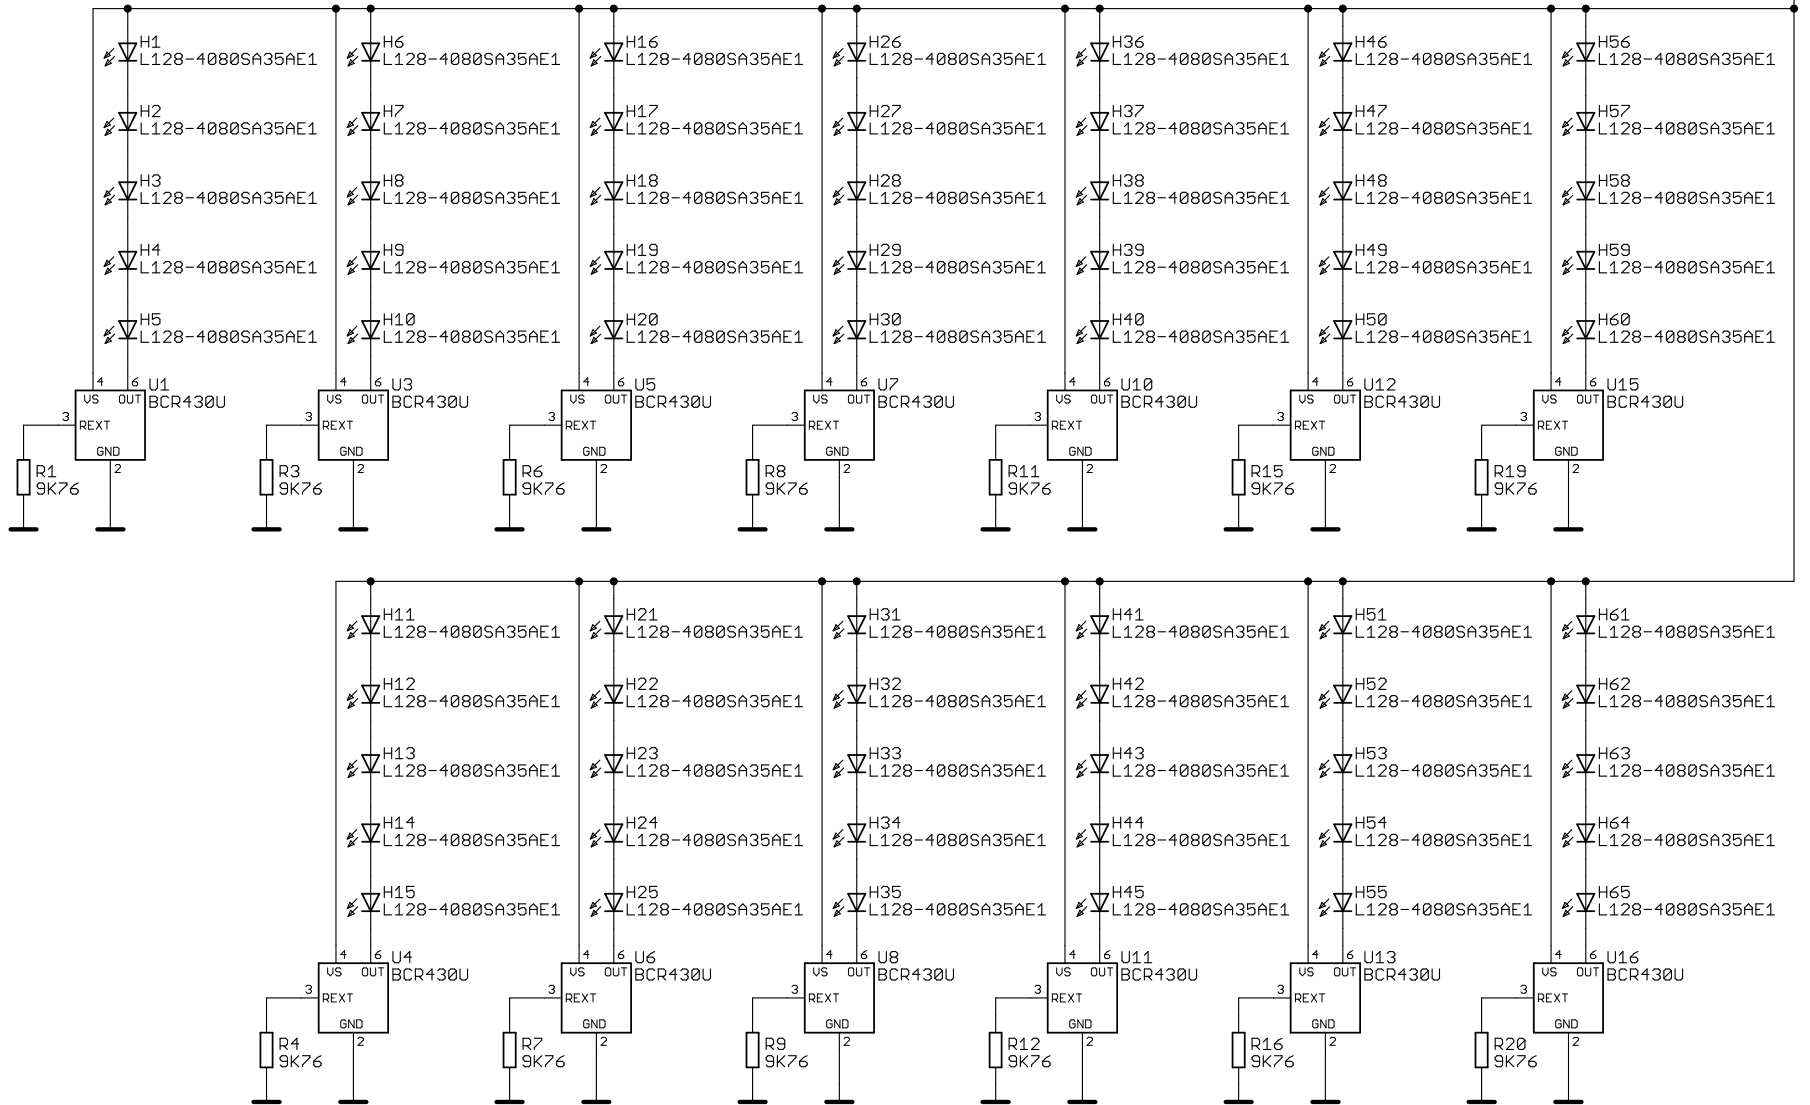 H1 H6 H16 H26 H36 H46 H56
L128-4080SA35AE1 L128-4080SA35AE1 L128-4080SA35AE1 L128-4080SA35AE1 L128-4080SA35AE1 L128-4080SA35AE1 L128-4080SA35AE1
H2 H7 H17 H27 H37 H47 H57
L128-4080SA35AE1 L128-4080SA35AE1 L128-4080SA35AE1 L128-4080SA35AE1 L128-4080SA35AE1 L128-4080SA35AE1 L128-4080SA35AE1
H3 H8 H18 H28 H38 H48 H58
L128-4080SA35AE1 L128-4080SA35AE1 L128-4080SA35AE1 L128-4080SA35AE1 L128-4080SA35AE1 L128-4080SA35AE1 L128-4080SA35AE1
H4 H9 H19 H29 H39 H49 H59
L128-4080SA35AE1 L128-4080SA35AE1 L128-4080SA35AE1 L128-4080SA35AE1 L128-4080SA35AE1 L128-4080SA35AE1 L128-4080SA35AE1
H5 H10 H20 H30 H40 H50 H60
L128-4080SA35AE1 L128-4080SA35AE1 L128-4080SA35AE1 L128-4080SA35AE1 L128-4080SA35AE1 L128-4080SA35AE1 L128-4080SA35AE1
4 6 U1 4 6 U3 4 6 U5 4 6 U7 4 6 U10 4 6 U12 4 6 U15
VS OUT BCR430U VS OUT BCR430U VS OUT BCR430U VS OUT BCR430U VS OUT BCR430U VS OUT BCR430U VS OUT BCR430U
3 REXT 3 REXT 3 REXT 3 REXT 3 REXT 3 REXT 3 REXT
GND GND GND GND GND GND GND
R1 2 R3 2 R6 2 R8 2 R11 2 R15 2 R19 2
9K76 9K76 9K76 9K76 9K76 9K76 9K76
H11 H21 H31 H41 H51 H61
L128-4080SA35AE1 L128-4080SA35AE1 L128-4080SA35AE1 L128-4080SA35AE1 L128-4080SA35AE1 L128-4080SA35AE1
H12 H22 H32 H42 H52 H62
L128-4080SA35AE1 L128-4080SA35AE1 L128-4080SA35AE1 L128-4080SA35AE1 L128-4080SA35AE1 L128-4080SA35AE1
H13 H23 H33 H43 H53 H63
L128-4080SA35AE1 L128-4080SA35AE1 L128-4080SA35AE1 L128-4080SA35AE1 L128-4080SA35AE1 L128-4080SA35AE1
H14 H24 H34 H44 H54 H64
L128-4080SA35AE1 L128-4080SA35AE1 L128-4080SA35AE1 L128-4080SA35AE1 L128-4080SA35AE1 L128-4080SA35AE1
H15 H25 H35 H45 H55 H65
L128-4080SA35AE1 L128-4080SA35AE1 L128-4080SA35AE1 L128-4080SA35AE1 L128-4080SA35AE1 L128-4080SA35AE1
4 6 U4 4 6 U6 4 6 U8 4 6 U11 4 6 U13 4 6 U16
VS OUT BCR430U VS OUT BCR430U VS OUT BCR430U VS OUT BCR430U VS OUT BCR430U VS OUT BCR430U
3 REXT 3 REXT 3 REXT 3 REXT 3 REXT 3 REXT
GND GND GND GND GND GND
R4 2 R7 2 R9 2 R12 2 R16 2 R20 2
9K76 9K76 9K76 9K76 9K76 9K76